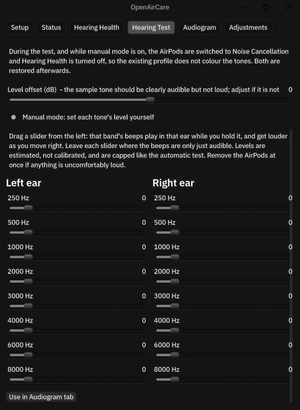 OpenAirCare
Setup Status Hearing Health Hearing Test Audiogram Adjustments
During the test, and while manual mode is on, the AirPods are switched to Noise Cancellation
and Hearing Health is turned off, so the existing profile does not colour the tones. Both are
restored afterwards.
Level offset (dB) - the sample tone should be clearly audible but not loud; adjust if it is not 0
Manual mode: set each tone's level yourself
Drag a slider from the left: that band's beeps play in that ear while you hold it, and get louder
as you move right. Leave each slider where the beeps are only just audible. Levels are
estimated, not calibrated, and are capped like the automatic test. Remove the AirPods at
once if anything is uncomfortably loud.
Left ear Right ear
250 Hz 0 250 Hz 0
500 Hz 0 500 Hz 0
1000 Hz 0 1000 Hz 0
2000 Hz 0 2000 Hz 0
3000 Hz 0 3000 Hz 0
4000 Hz 0 4000 Hz 0
6000 Hz 0 6000 Hz 0
8000 Hz 0 8000 Hz 0
Use in Audiogram tab